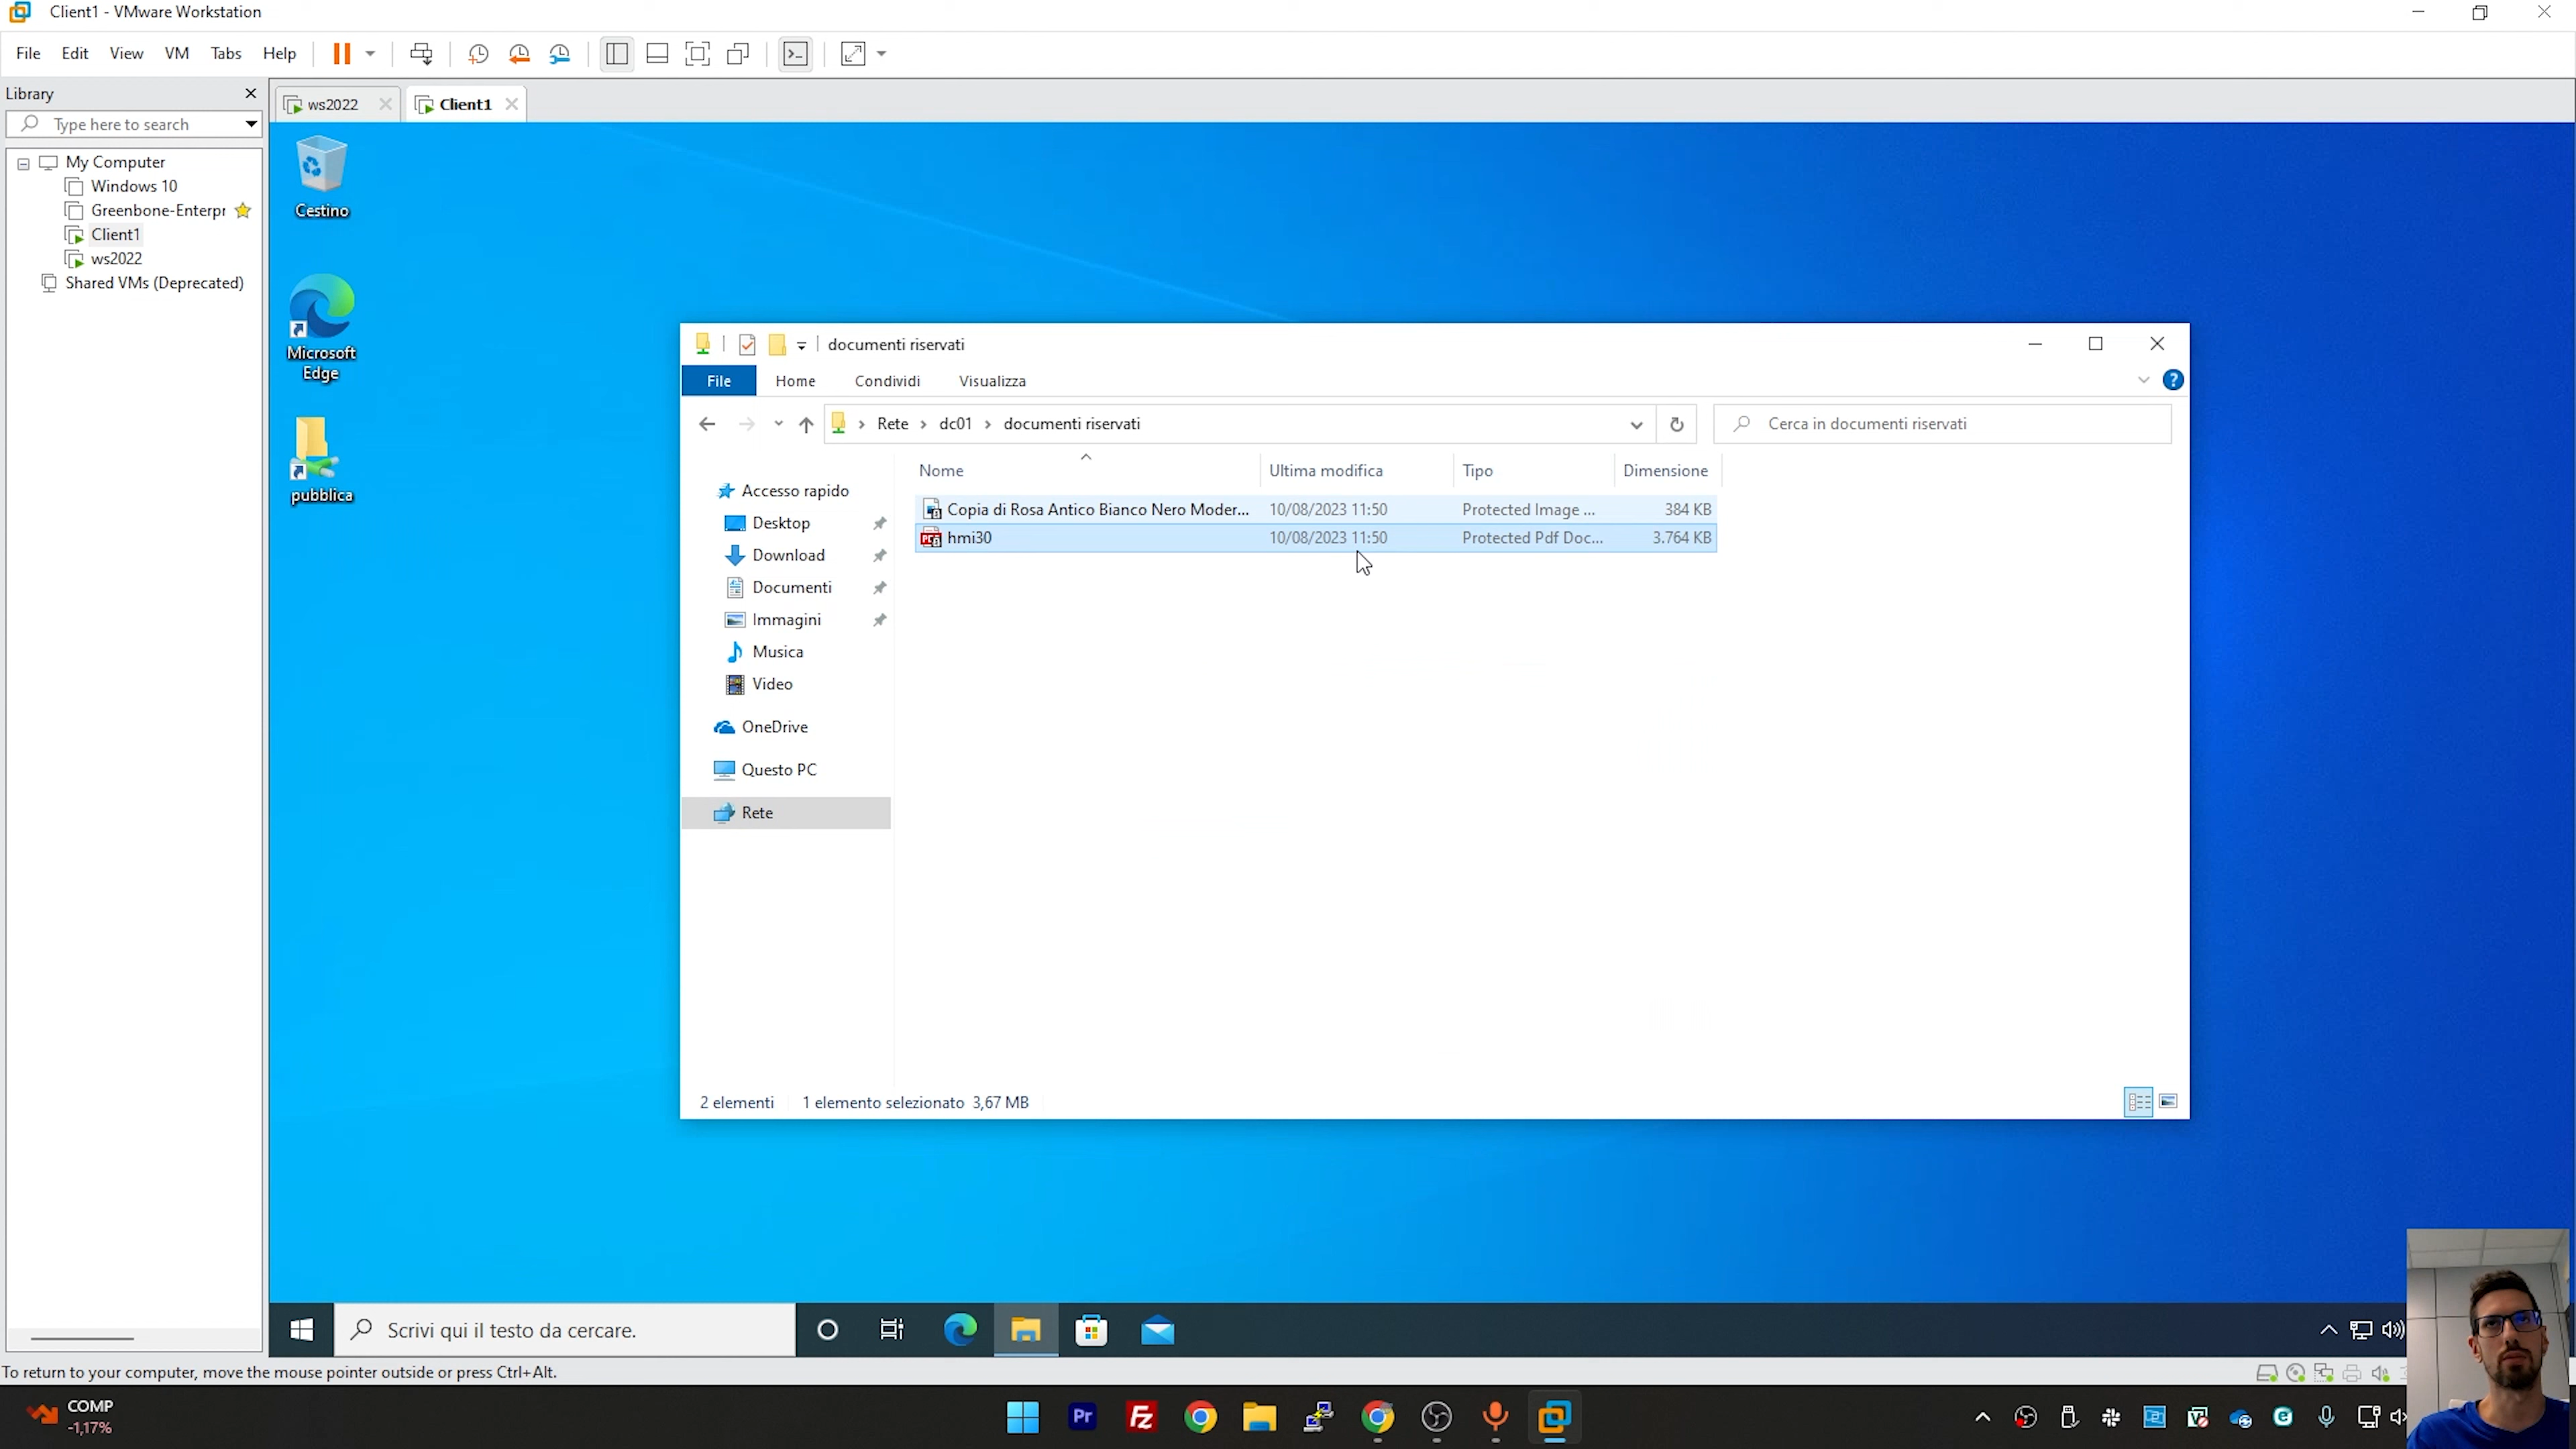 Client1 - VMware Workstation
File Edit View VM Tabs Help
Library
ws2022
Client1
Type here to search
My Computer
Windows 10
Greenbone-Enterpr
Client1
ws2022
Shared VMs (Deprecated)
Cestino
Microsoft
Edge
pubblica
documenti riservati
File Home Condividi Visualizza
Rete > dc01 > documenti riservati
Cerca in documenti riservati
Nome Ultima modifica Tipo Dimensione
Copia di Rosa Antico Bianco Nero Moder... 10/08/2023 11:50 Protected Image ... 384 KB
hmi30 10/08/2023 11:50 Protected Pdf Doc... 3.764 KB
Accesso rapido
Desktop
Download
Documenti
Immagini
Musica
Video
OneDrive
Questo PC
Rete
2 elementi 1 elemento selezionato 3,67 MB
Scrivi qui il testo da cercare.
To return to your computer, move the mouse pointer outside or press Ctrl+Alt.
COMP
-1,17%
Pr
Fz